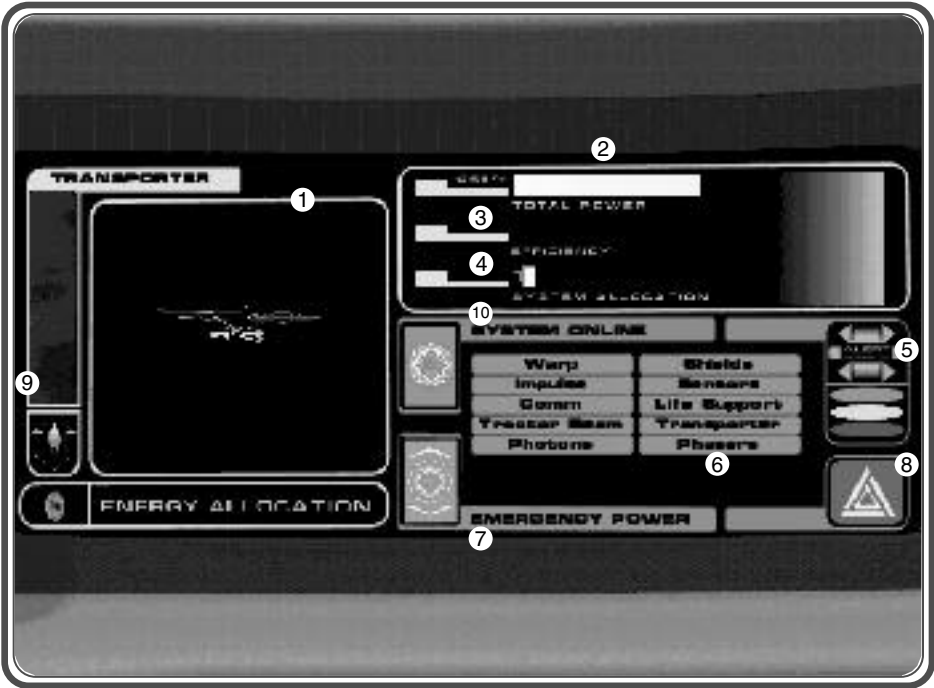 2
TRANSPORTER
1
TOTAL POWER
3
EFFICIENCY
4
SYSTEM ALLOCATION
10
SYSTEM ONLINE
5
ALERT
Warp Shields
Impulse Sensors
9
Comm Life Support
Tractor Beam Transporter
Photons Phasers
6
8
ENERGY ALLOCATION
EMERGENCY POWER
7